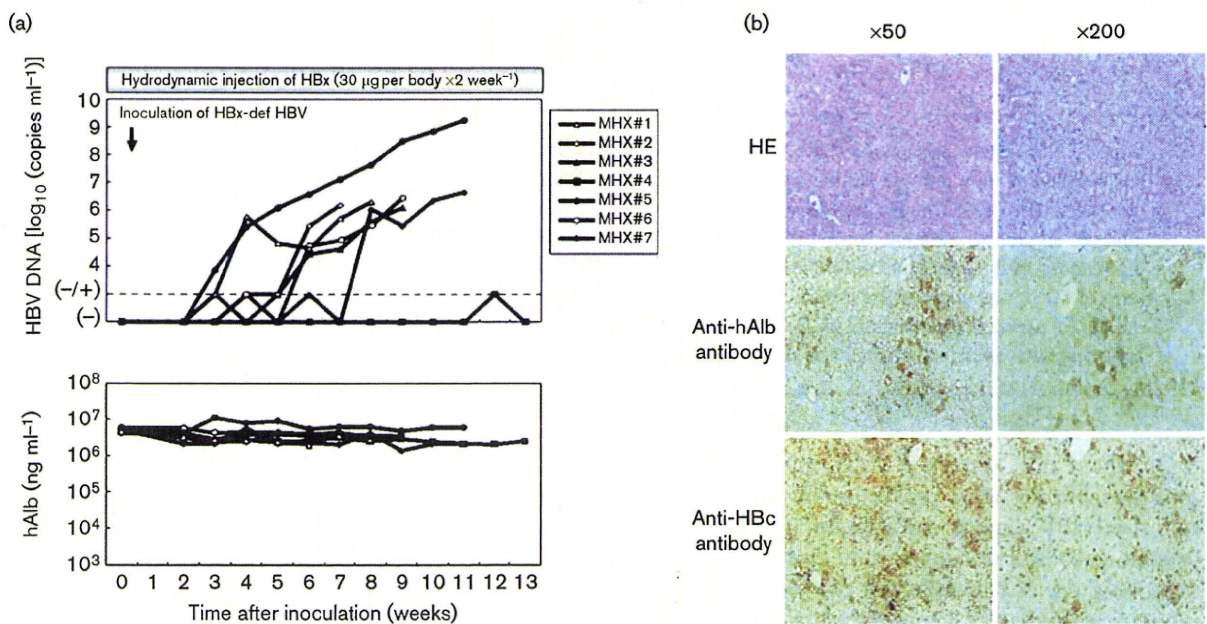 (a)
Hydrodynamic injection of HBx (30 µg per body ×2 week⁻¹)
Inoculation of HBx-def HBV
HBV DNA [log₁₀ (copies ml⁻¹)
10
9
8
7
6
5
4
(−/+)
(−)
MHX#1
MHX#2
MHX#3
MHX#4
MHX#5
MHX#6
MHX#7
hAlb (ng ml⁻¹)
10⁸
10⁷
10⁶
10⁵
10⁴
10³
0 1 2 3 4 5 6 7 8 9 10 11 12 13
Time after inoculation (weeks)
(b)
×50 ×200
HE
Anti-hAlb
antibody
Anti-HBc
antibody